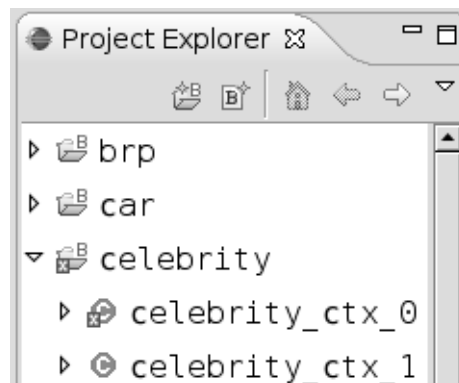 Project Explorer
brp
car
celebrity
celebrity_ctx_0
celebrity_ctx_1